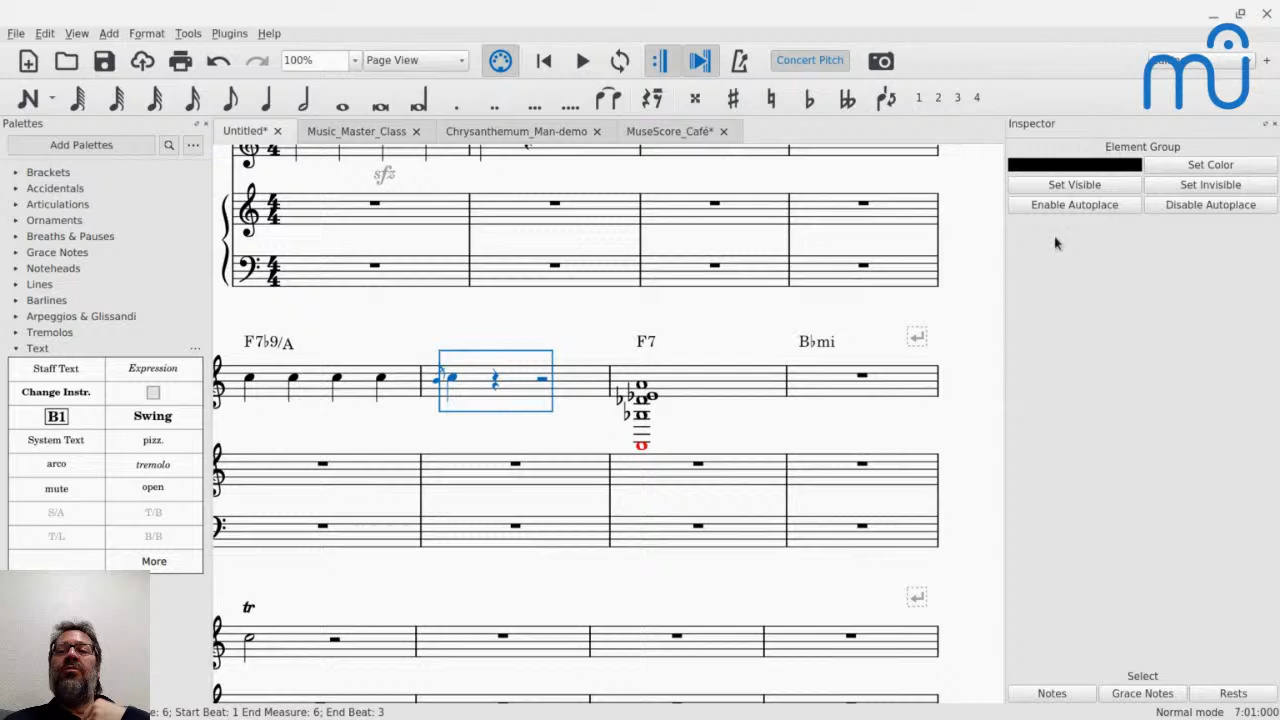 File Edit View Add Format Tools Plugins Help
100% Page View Concert Pitch
1 2 3 4
Palettes
Add Palettes
Brackets
Accidentals
Articulations
Ornaments
Breaths & Pauses
Grace Notes
Noteheads
Lines
Barlines
Arpeggios & Glissandi
Tremolos
Text
Staff Text Expression
Change Instr.
B1 Swing
System Text pizz.
arco tremolo
mute open
S/A T/B
T/L B/B
More
Untitled* Music_Master_Class Chrysanthemum_Man-demo MuseScore_Café*
sfz
F7♭9/A F7 B♭mi
tr
Inspector
Element Group
Set Color
Set Visible Set Invisible
Enable Autoplace Disable Autoplace
Select
Notes Grace Notes Rests
e: 6; Start Beat: 1 End Measure: 6; End Beat: 3 Normal mode 7:01:000